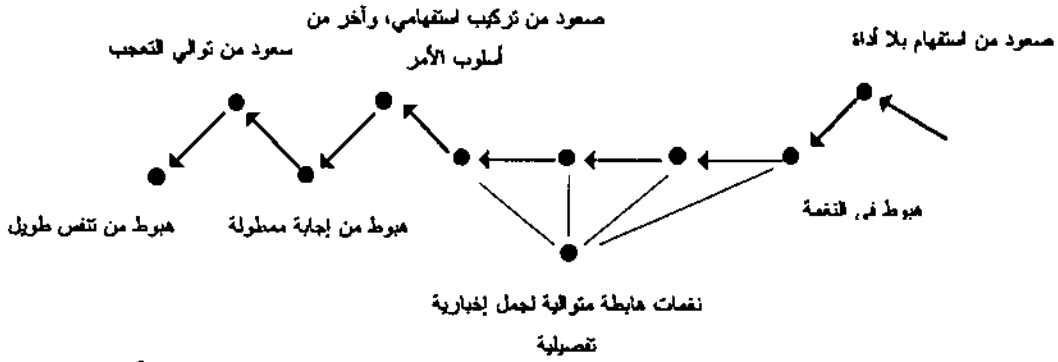 صعود من استفهام بلا أداة
صعود من تركيب استفهامي، وآخر من
أسلوب الأمر
سعود من توالي التعجب
هبوط في النغمة
هبوط من إجابة ممطولة
هبوط من تنفس طويل
نغمات هابطة متوالية لجمل إخبارية
تفصيلية